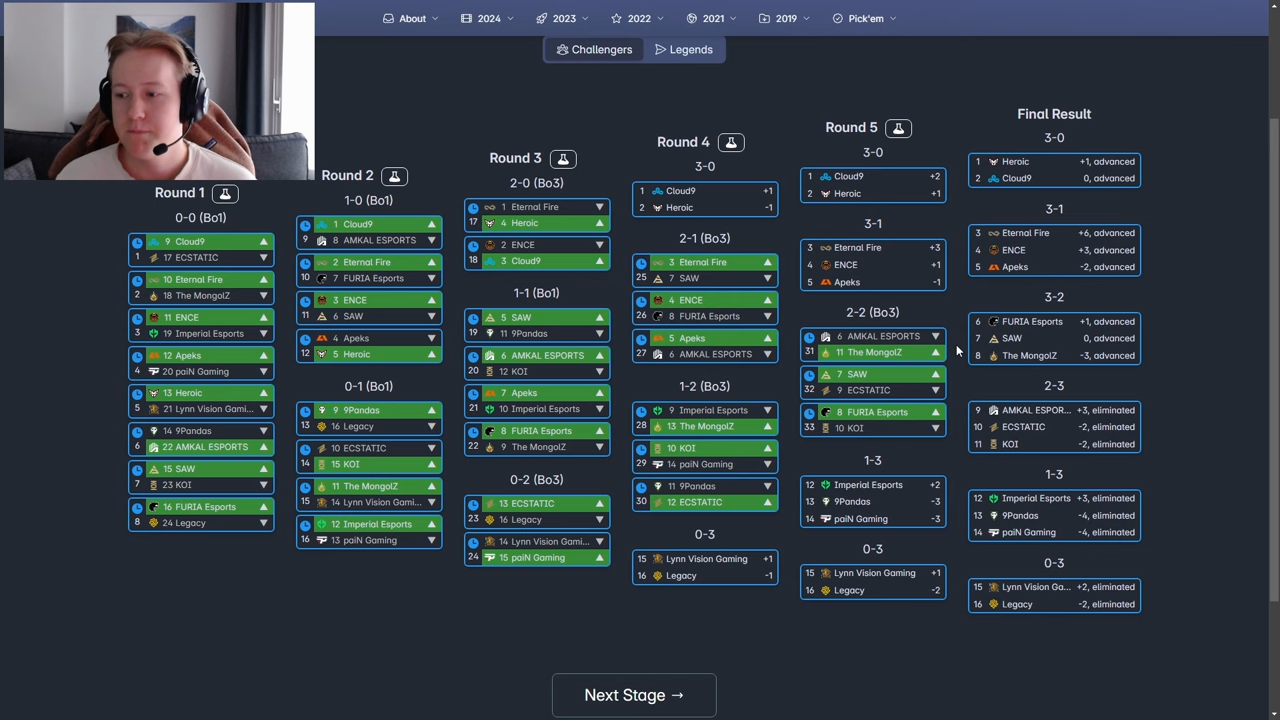 About
2024
2023
2022
2021
2019
Pick'em
Challengers
Legends
Round 1
0-0 (Bo1)
1
9 Cloud9
17 ECSTATIC
2
10 Eternal Fire
18 The MongolZ
3
11 ENCE
19 Imperial Esports
4
12 Apeks
20 paiN Gaming
5
13 Heroic
21 Lynn Vision Gami...
6
14 9Pandas
22 AMKAL ESPORTS
7
15 SAW
23 KOI
8
16 FURIA Esports
24 Legacy
Round 2
1-0 (Bo1)
9
1 Cloud9
8 AMKAL ESPORTS
10
2 Eternal Fire
7 FURIA Esports
11
3 ENCE
6 SAW
12
4 Apeks
5 Heroic
0-1 (Bo1)
13
9 9Pandas
16 Legacy
14
10 ECSTATIC
15 KOI
15
11 The MongolZ
14 Lynn Vision Gami...
16
12 Imperial Esports
13 paiN Gaming
Round 3
2-0 (Bo3)
17
1 Eternal Fire
4 Heroic
18
2 ENCE
3 Cloud9
1-1 (Bo1)
19
5 SAW
11 9Pandas
20
6 AMKAL ESPORTS
12 KOI
21
7 Apeks
10 Imperial Esports
22
8 FURIA Esports
9 The MongolZ
0-2 (Bo3)
23
13 ECSTATIC
16 Legacy
24
14 Lynn Vision Gami...
15 paiN Gaming
Round 4
3-0
1 Cloud9 +1
2 Heroic -1
2-1 (Bo3)
25
3 Eternal Fire
7 SAW
26
4 ENCE
8 FURIA Esports
27
5 Apeks
6 AMKAL ESPORTS
1-2 (Bo3)
28
9 Imperial Esports
13 The MongolZ
29
10 KOI
14 paiN Gaming
30
11 9Pandas
12 ECSTATIC
0-3
15 Lynn Vision Gaming +1
16 Legacy -1
Round 5
3-0
1 Cloud9 +2
2 Heroic +1
3-1
3 Eternal Fire +3
4 ENCE +1
5 Apeks -1
2-2 (Bo3)
31
6 AMKAL ESPORTS
11 The MongolZ
32
7 SAW
9 ECSTATIC
33
8 FURIA Esports
10 KOI
1-3
12 Imperial Esports +2
13 9Pandas -3
14 paiN Gaming -3
0-3
15 Lynn Vision Gaming +1
16 Legacy -2
Final Result
3-0
1 Heroic +1, advanced
2 Cloud9 0, advanced
3-1
3 Eternal Fire +6, advanced
4 ENCE +3, advanced
5 Apeks -2, advanced
3-2
6 FURIA Esports +1, advanced
7 SAW 0, advanced
8 The MongolZ -3, advanced
2-3
9 AMKAL ESPOR... +3, eliminated
10 ECSTATIC -2, eliminated
11 KOI -2, eliminated
1-3
12 Imperial Esports +3, eliminated
13 9Pandas -4, eliminated
14 paiN Gaming -4, eliminated
0-3
15 Lynn Vision Ga... +2, eliminated
16 Legacy -2, eliminated
Next Stage →